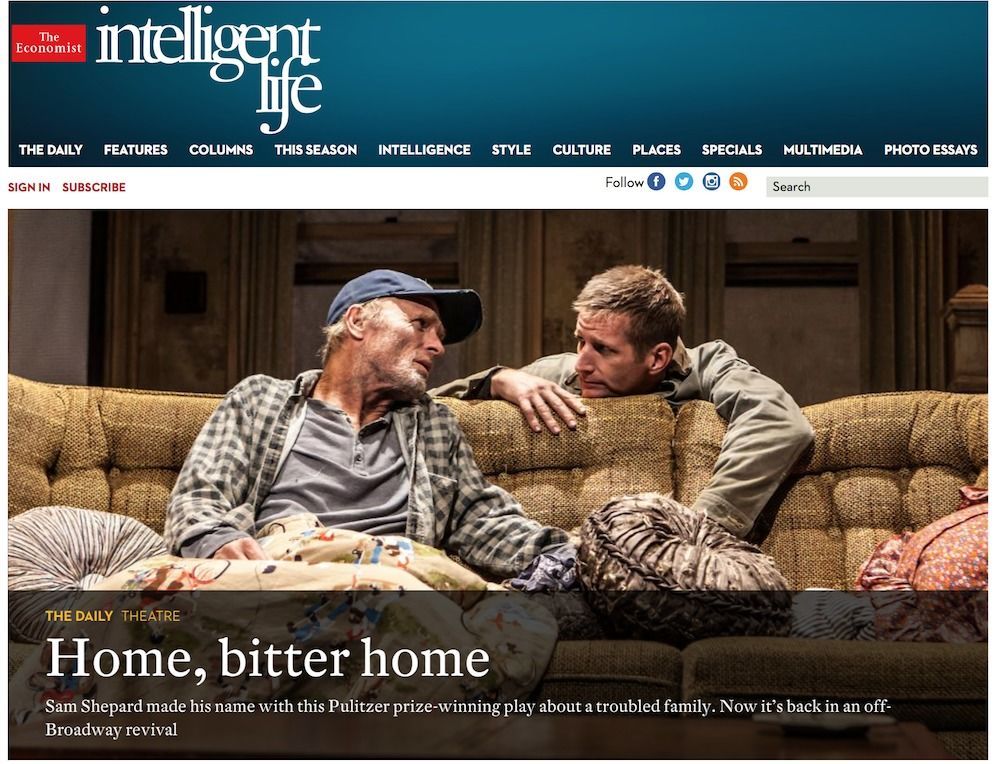 The
Economist
intelligent
life
THE DAILY FEATURES COLUMNS THIS SEASON INTELLIGENCE STYLE CULTURE PLACES SPECIALS MULTIMEDIA PHOTO ESSAYS
SIGN IN SUBSCRIBE
Follow
Search
THE DAILY THEATRE
Home, bitter home
Sam Shepard made his name with this Pulitzer prize-winning play about a troubled family. Now it's back in an off-
Broadway revival